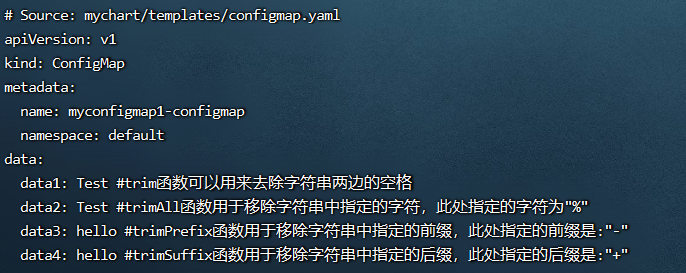 # Source: mychart/templates/configmap.yaml
apiVersion: v1
kind: ConfigMap
metadata:
  name: myconfigmap1-configmap
  namespace: default
data:
  data1: Test #trim函数可以用来去除字符串两边的空格
  data2: Test #trimAll函数用于移除字符串中指定的字符，此处指定的字符为"%"
  data3: hello #trimPrefix函数用于移除字符串中指定的前缀，此处指定的前缀是:"-"
  data4: hello #trimSuffix函数用于移除字符串中指定的后缀，此处指定的后缀是:"+"